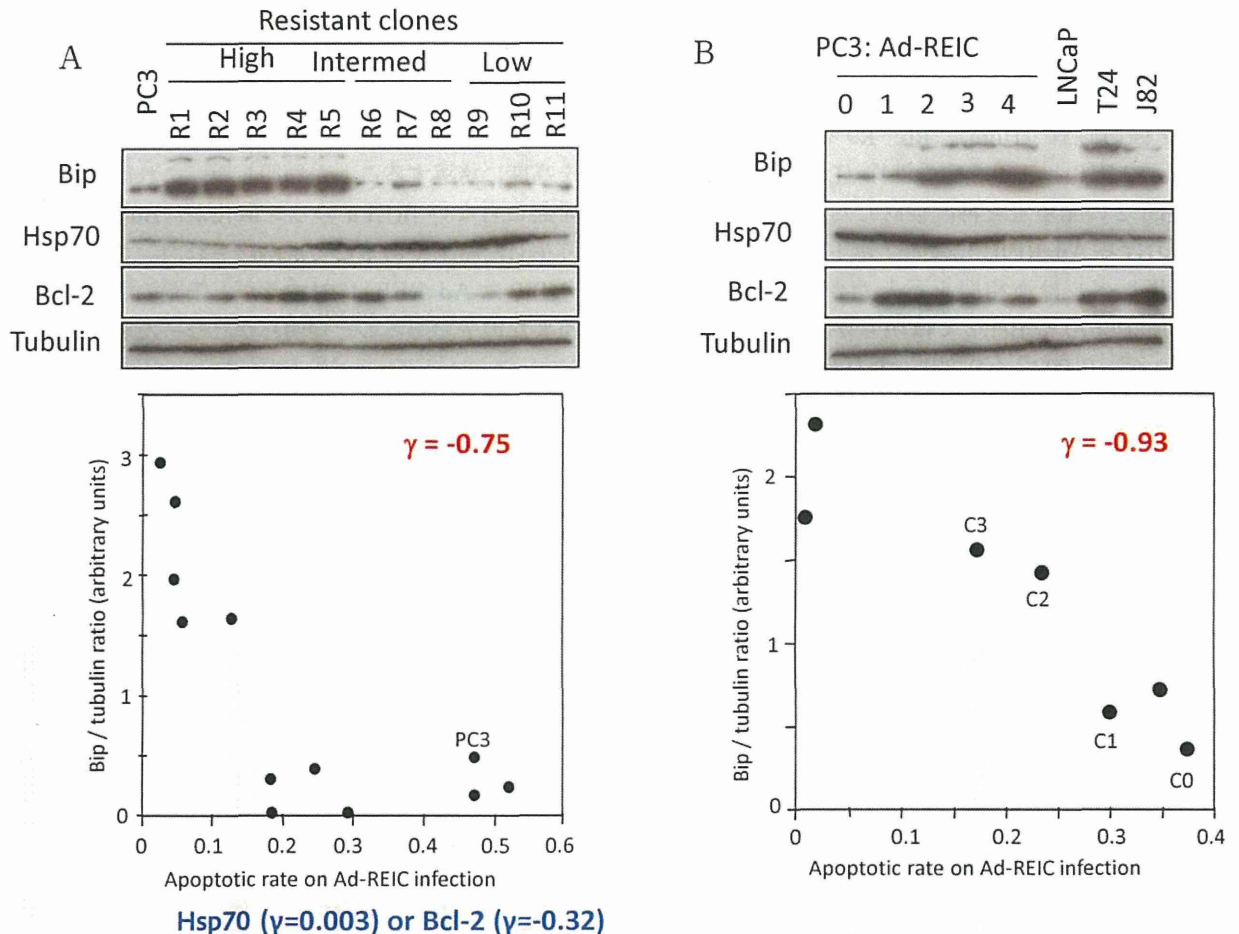 A
Resistant clones
High Intermed Low
PC3 R1 R2 R3 R4 R5 R6 R7 R8 R9 R10 R11
Bip
Hsp70
Bcl-2
Tubulin
γ = -0.75
Bip / tubulin ratio (arbitrary units)
3
2
1
0
PC3
0 0.1 0.2 0.3 0.4 0.5 0.6
Apoptotic rate on Ad-REIC infection
Hsp70 (γ=0.003) or Bcl-2 (γ=-0.32)
B
PC3: Ad-REIC
0 1 2 3 4 LNCaP T24 J82
Bip
Hsp70
Bcl-2
Tubulin
γ = -0.93
Bip / tubulin ratio (arbitrary units)
2
1
0
C3
C2
C1
C0
0 0.1 0.2 0.3 0.4
Apoptotic rate on Ad-REIC infection